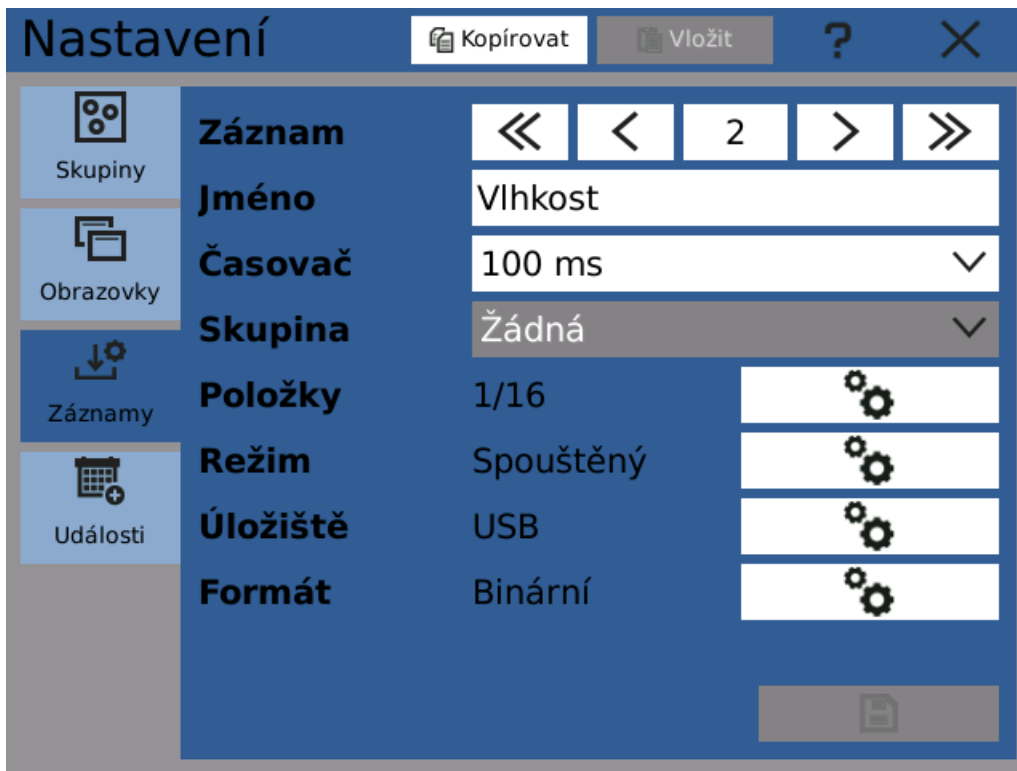 Nastavení
Kopírovat
Vložit
?
Skupiny
Obrazovky
Záznamy
Události
Záznam
2
Jméno
Vlhkost
Časovač
100 ms
Skupina
Žádná
Položky
1/16
Režim
Spouštěný
Úložiště
USB
Formát
Binární